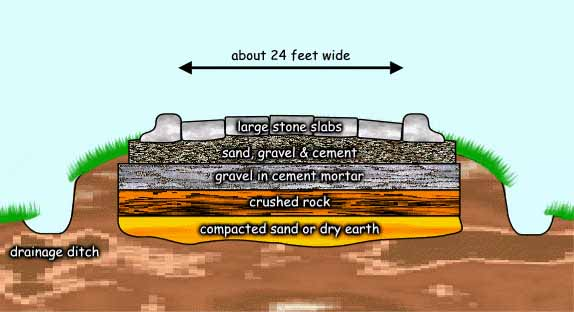 about 24 feet wide
large stone slabs
sand, gravel & cement
gravel in cement mortar
crushed rock
compacted sand or dry earth
drainage ditch